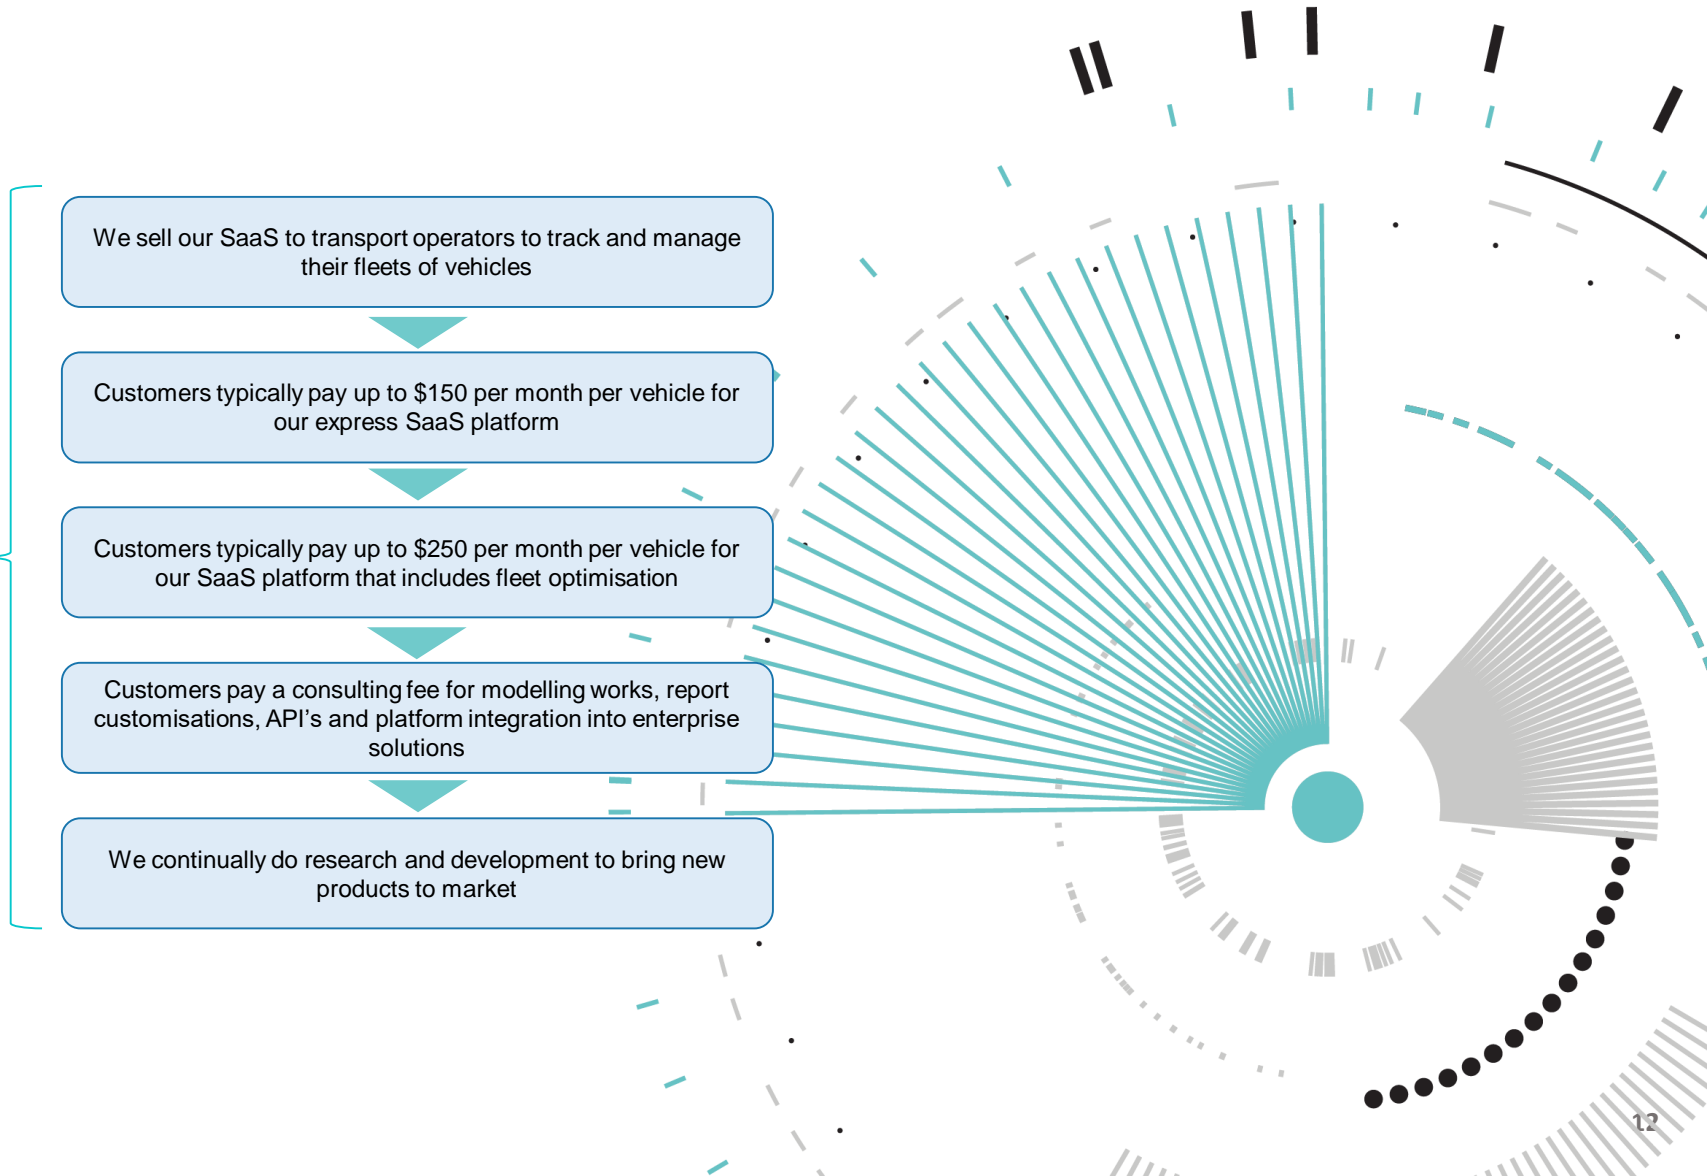 We sell our SaaS to transport operators to track and manage
their fleets of vehicles
Customers typically pay up to $150 per month per vehicle for
our express SaaS platform
Customers typically pay up to $250 per month per vehicle for
our SaaS platform that includes fleet optimisation
Customers pay a consulting fee for modelling works, report
customisations, API’s and platform integration into enterprise
solutions
We continually do research and development to bring new
products to market
12